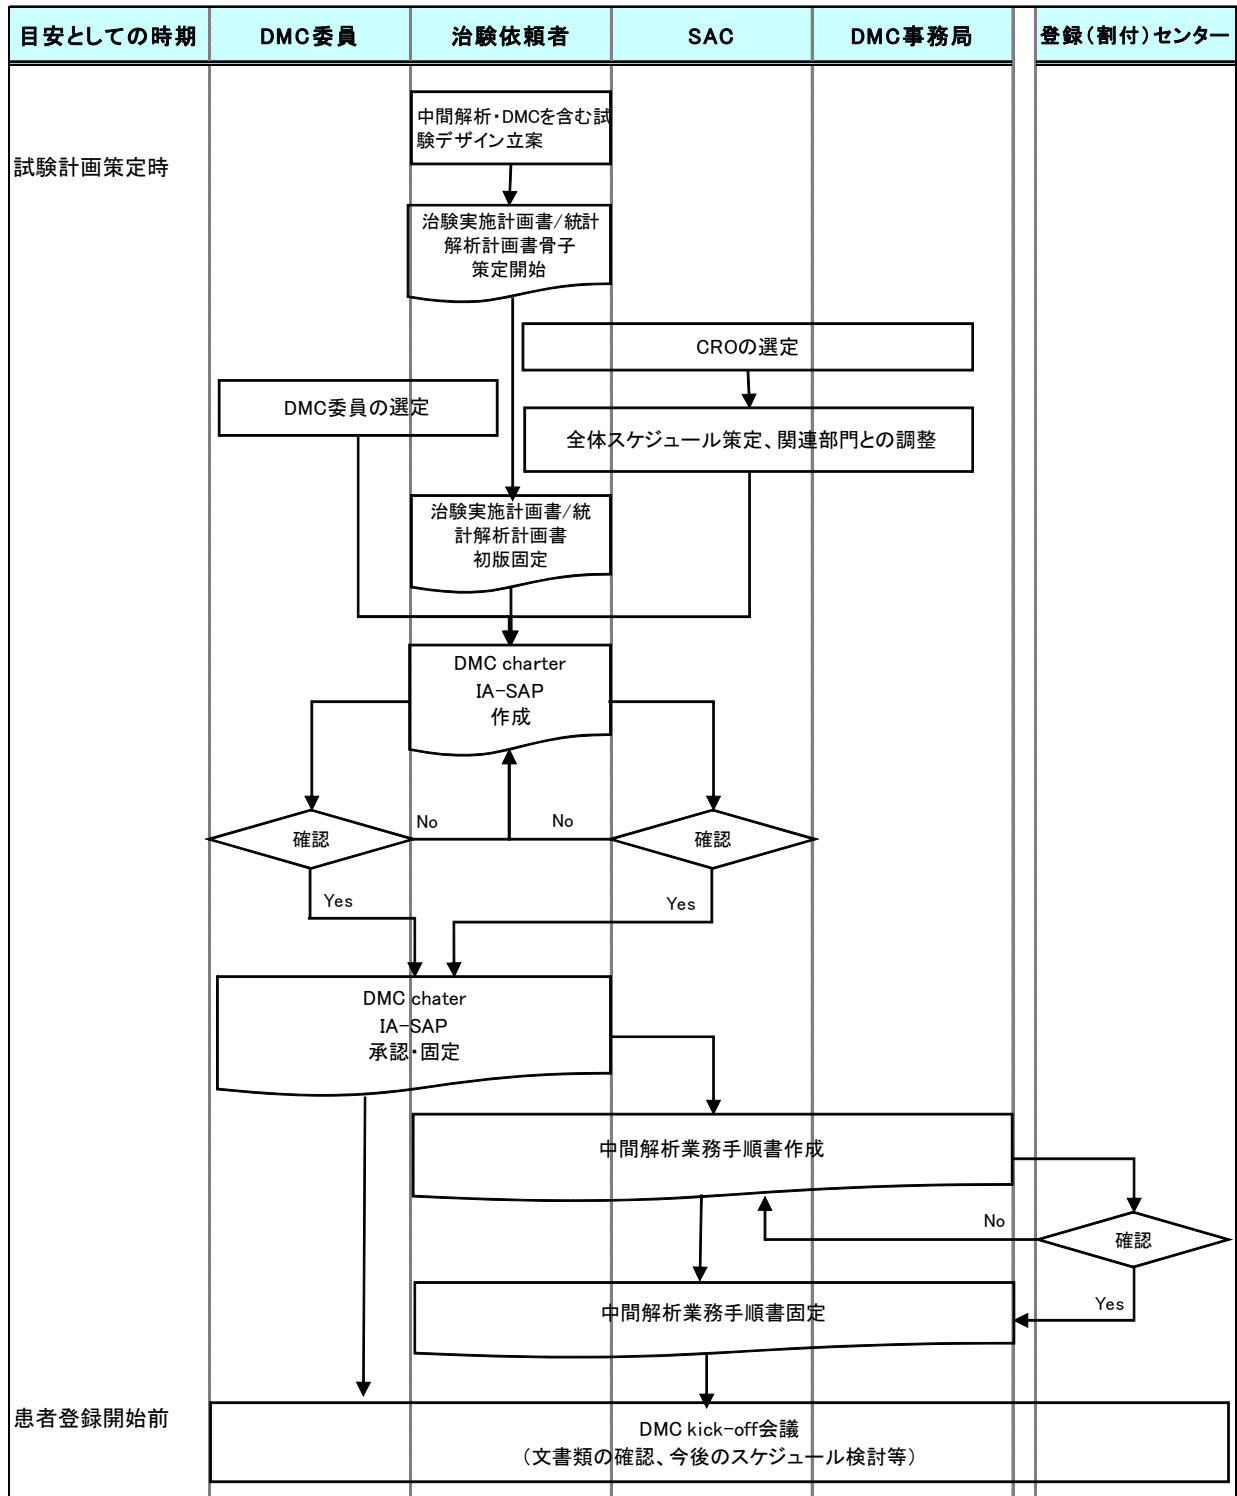 目安としての時期
DMC委員
治験依頼者
SAC
DMC事務局
登録(割付)センター
中間解析・DMCを含む試
験デザイン立案
試験計画策定時
治験実施計画書/統計
解析計画書骨子
策定開始
CROの選定
DMC委員の選定
全体スケジュール策定、関連部門との調整
治験実施計画書/統
計解析計画書
初版固定
DMC charter
IA-SAP
作成
確認
No
No
確認
Yes
Yes
DMC chater
IA-SAP
承認・固定
中間解析業務手順書作成
No
確認
Yes
中間解析業務手順書固定
患者登録開始前
DMC kick-off会議
(文書類の確認、今後のスケジュール検討等)